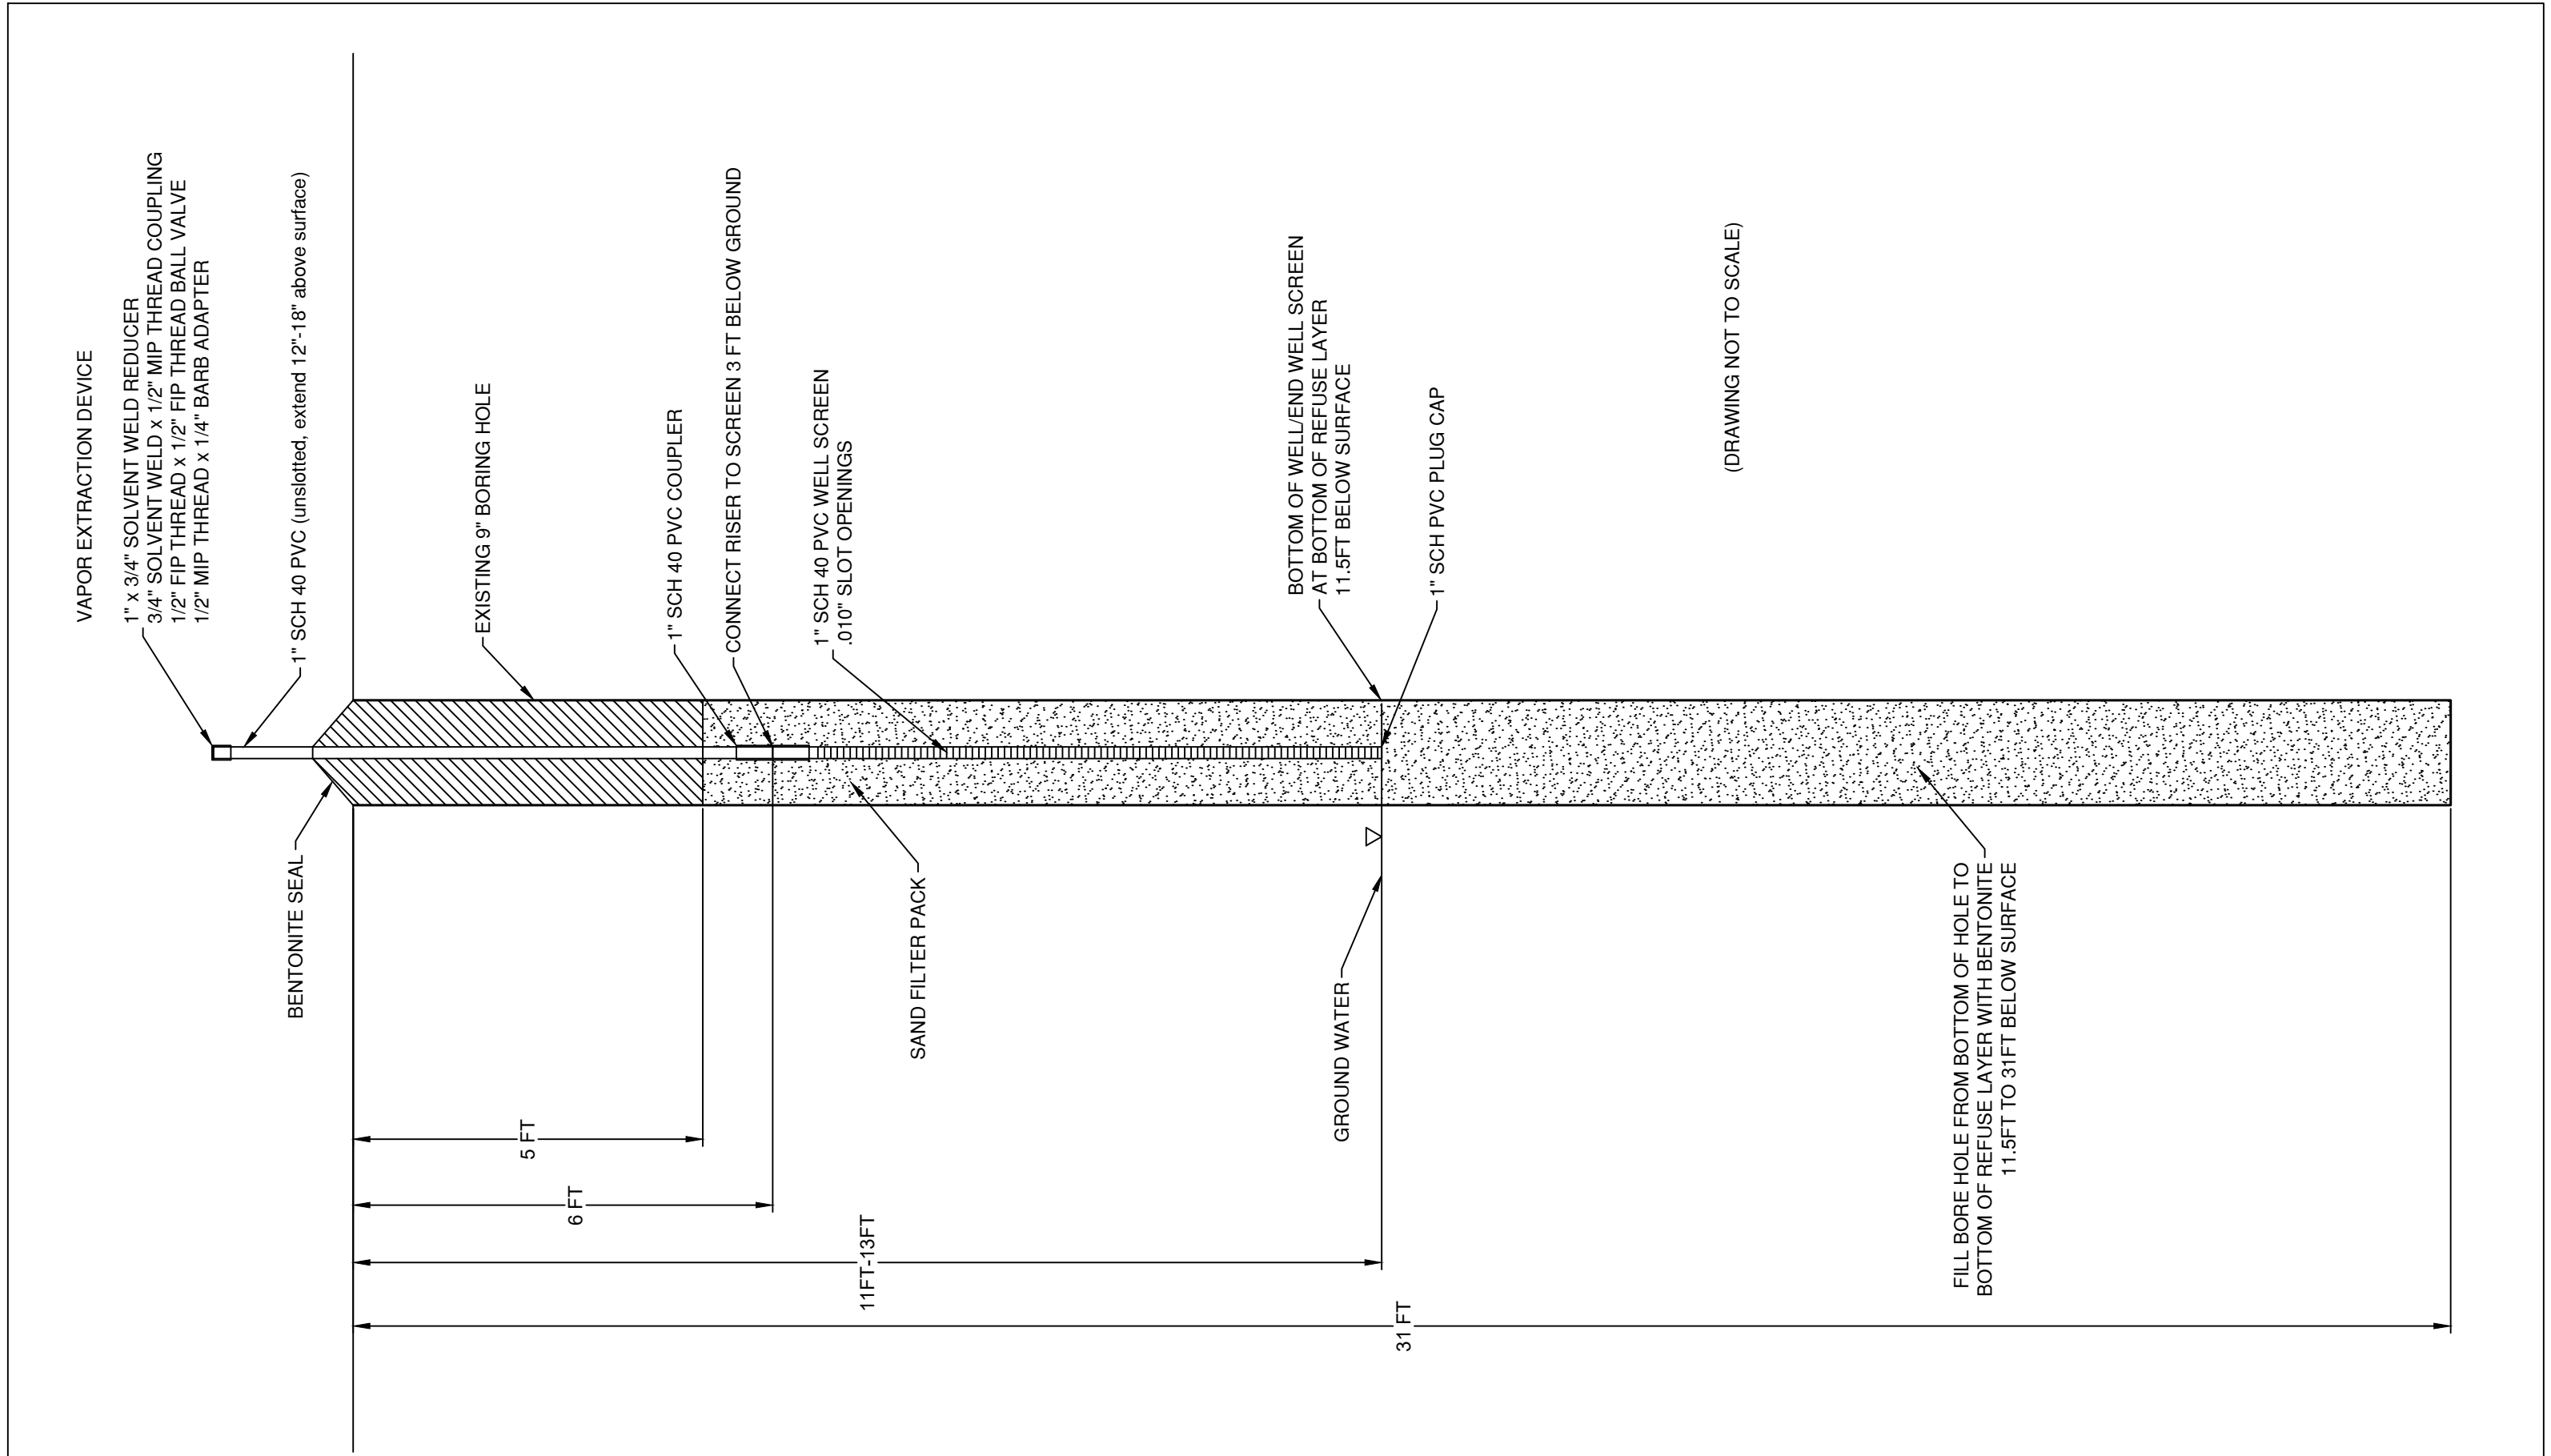 VAPOR EXTRACTION DEVICE
1" x 3/4" SOLVENT WELD REDUCER
3/4" SOLVENT WELD x 1/2" MIP THREAD COUPLING
1/2" FIP THREAD x 1/2" FIP THREAD BALL VALVE
1/2" MIP THREAD x 1/4" BARB ADAPTER
1" SCH 40 PVC (unslotted, extend 12"-18" above surface)
BENTONITE SEAL
EXISTING 9" BORING HOLE
1" SCH 40 PVC COUPLER
CONNECT RISER TO SCREEN 3 FT BELOW GROUND
1" SCH 40 PVC WELL SCREEN
.010" SLOT OPENINGS
SAND FILTER PACK
BOTTOM OF WELL/END WELL SCREEN
AT BOTTOM OF REFUSE LAYER
11.5FT BELOW SURFACE
GROUND WATER
1" SCH PVC PLUG CAP
5 FT
6 FT
11FT-13FT
31 FT
(DRAWING NOT TO SCALE)
FILL BORE HOLE FROM BOTTOM OF HOLE TO
BOTTOM OF REFUSE LAYER WITH BENTONITE
11.5FT TO 31FT BELOW SURFACE